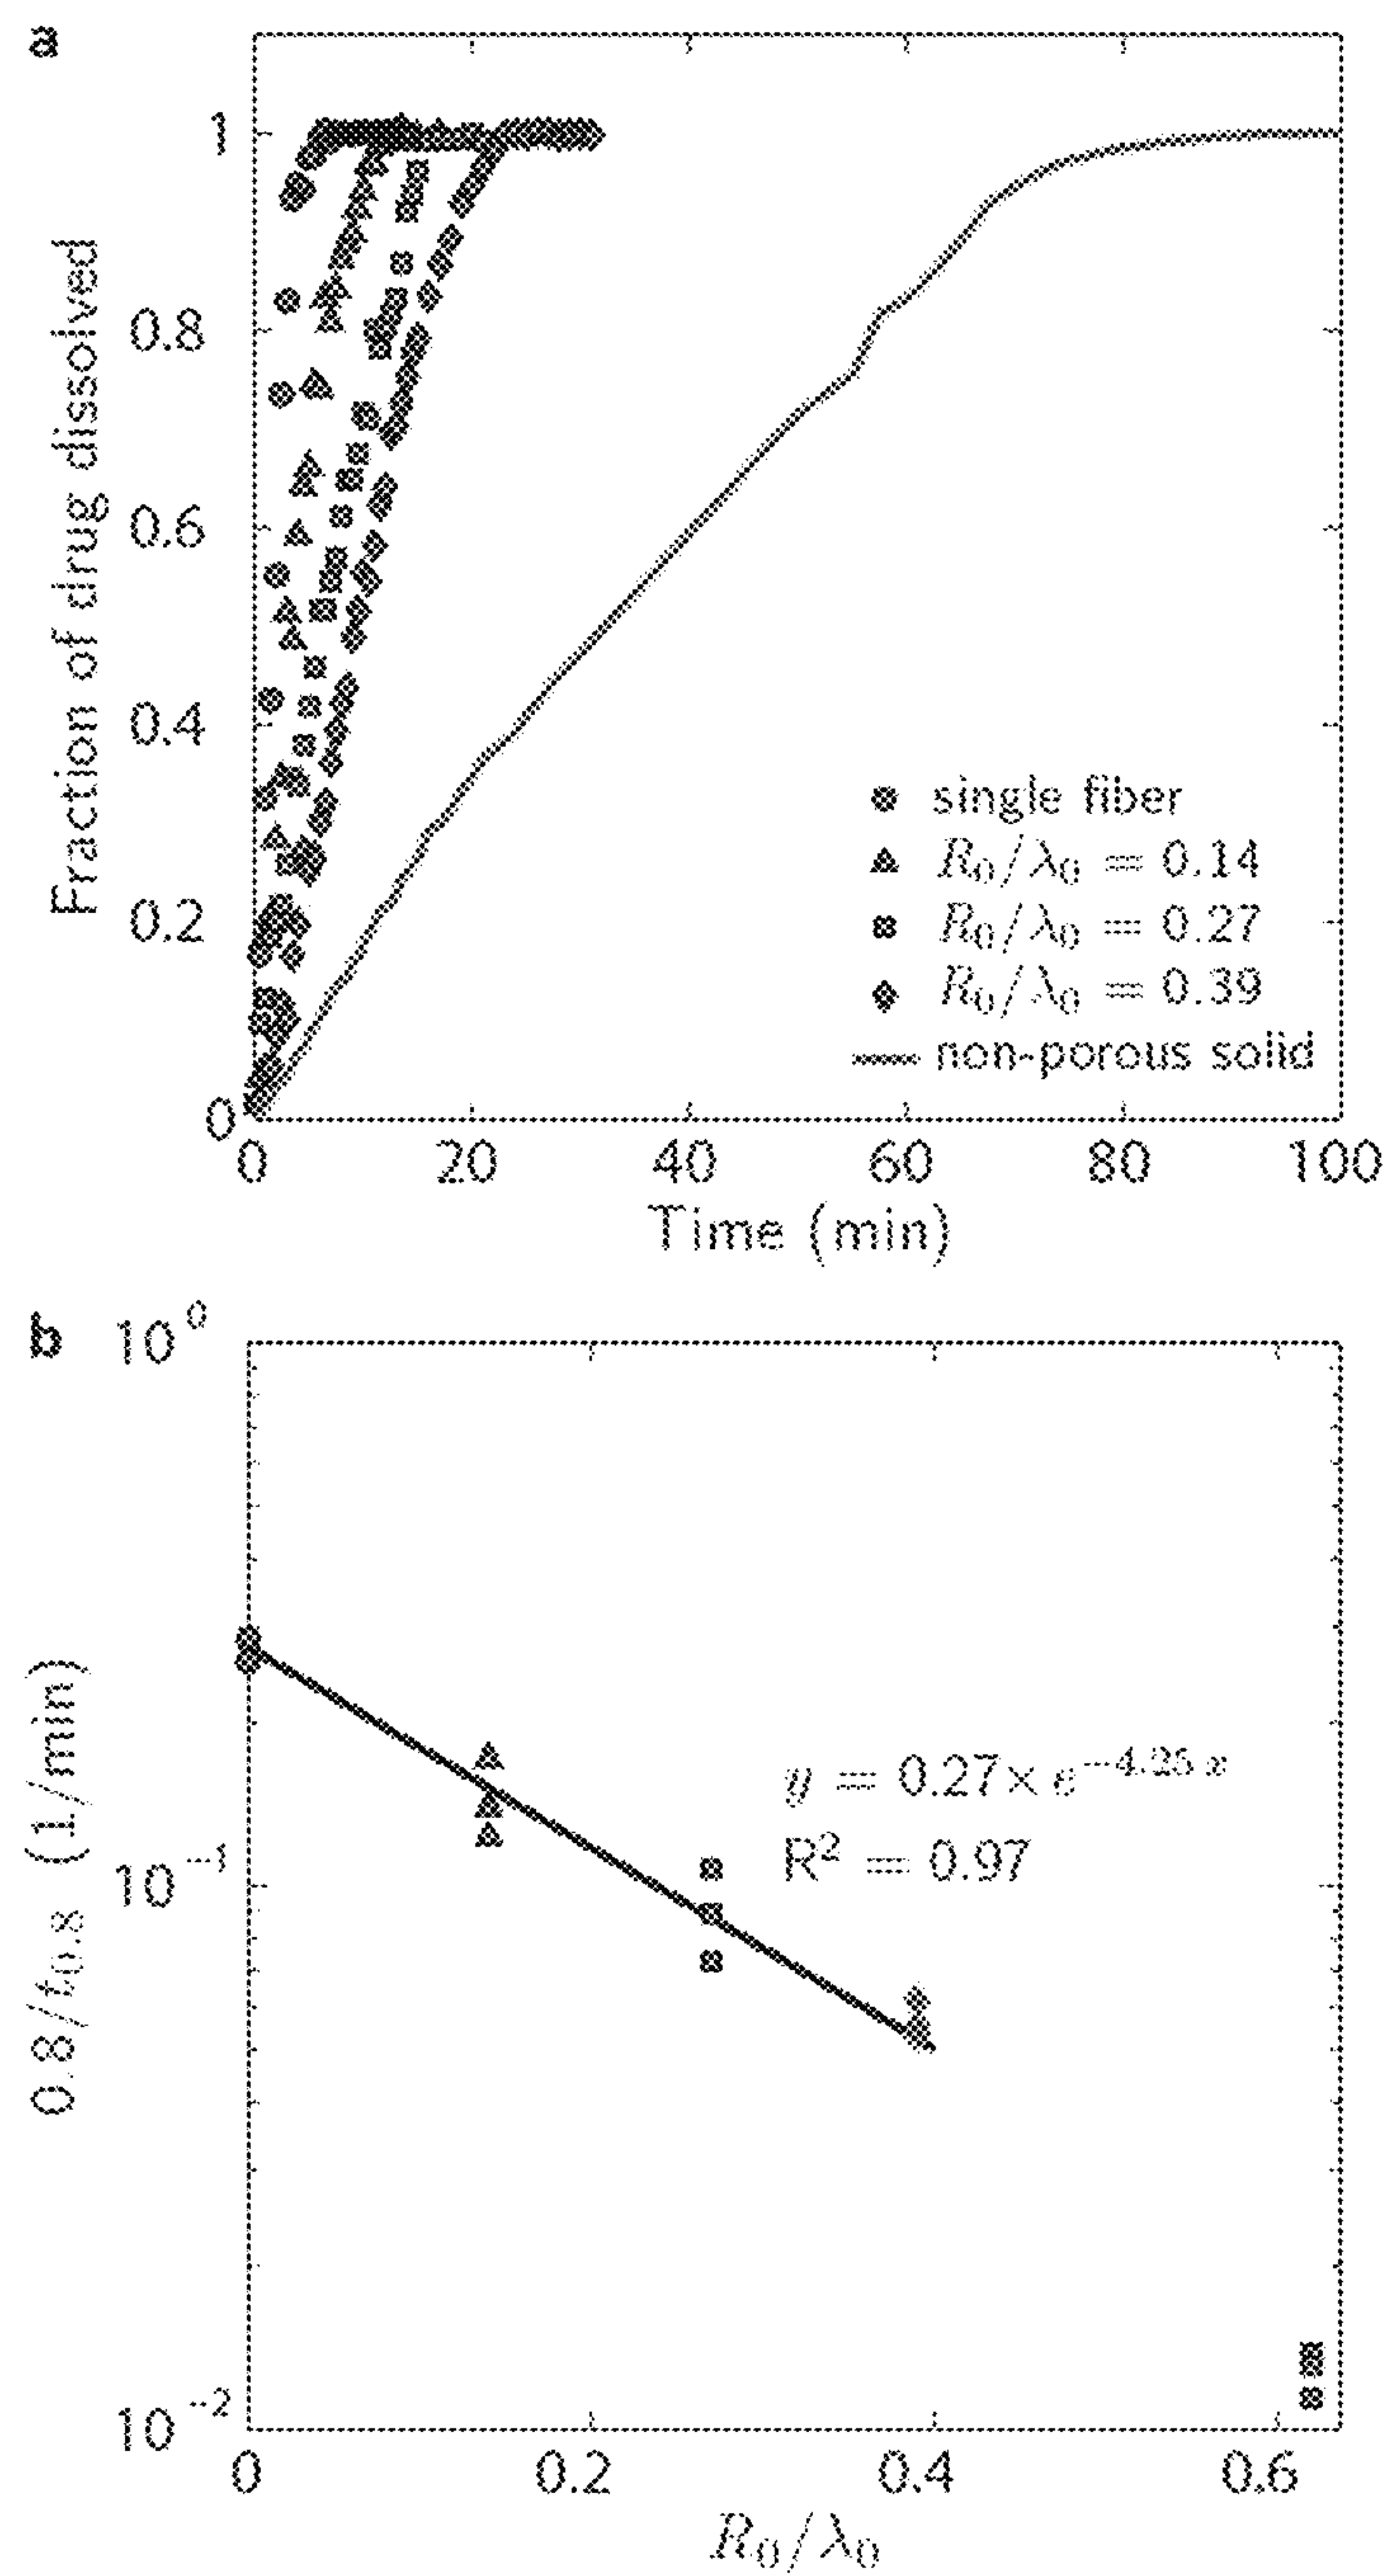 a
1
0.8
0.6
0.4
0.2
0
Fraction of drug dissolved
single fiber
R₀/λ₀ = 0.14
R₀/λ₀ = 0.27
R₀/λ₀ = 0.39
non-porous solid
0 20 40 60 80 100
Time (min)
b
10⁰
10⁻¹
10⁻²
0.8/t₀.₈ (1/min)
y = 0.27× e⁻⁴·²⁵ ˣ
R² = 0.97
0 0.2 0.4 0.6
R₀/λ₀